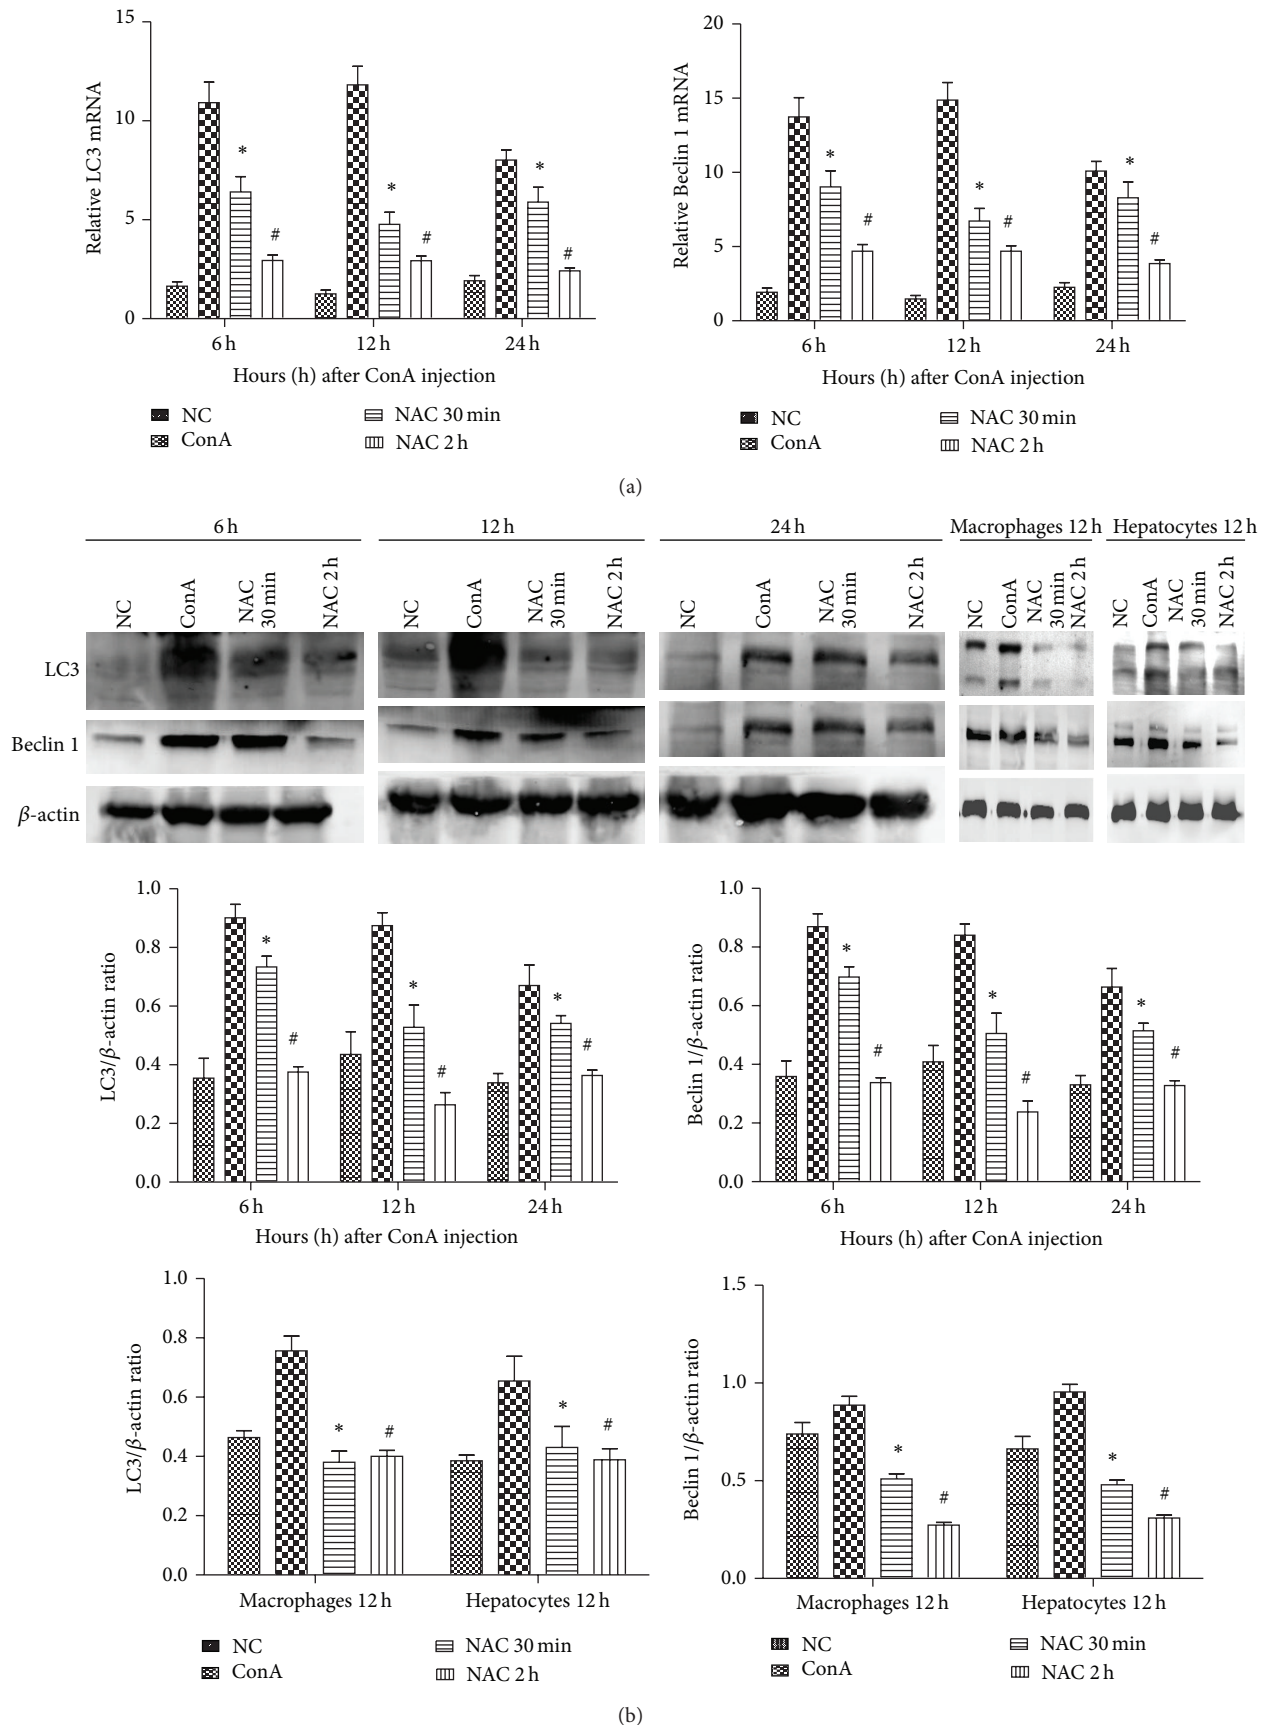 15
10
5
0
Relative LC3 mRNA
6 h
12 h
24 h
Hours (h) after ConA injection
NC
ConA
NAC 30 min
NAC 2 h
*
#
*
#
*
#
20
15
10
5
0
Relative Beclin 1 mRNA
6 h
12 h
24 h
Hours (h) after ConA injection
NC
ConA
NAC 30 min
NAC 2 h
*
#
*
#
*
#
(a)
6 h
12 h
24 h
Macrophages 12 h
Hepatocytes 12 h
NC
ConA
NAC
30 min
NAC 2 h
NC
ConA
NAC
30 min
NAC 2 h
NC
ConA
NAC
30 min
NAC 2 h
NC
ConA
NAC
30 min
NAC 2 h
NC
ConA
NAC
30 min
NAC 2 h
LC3
Beclin 1
β-actin
1.0
0.8
0.6
0.4
0.2
0.0
LC3/β-actin ratio
*
#
*
#
*
#
6 h
12 h
24 h
Hours (h) after ConA injection
1.0
0.8
0.6
0.4
0.2
0.0
Beclin 1/β-actin ratio
*
#
*
#
*
#
6 h
12 h
24 h
Hours (h) after ConA injection
1.0
0.8
0.6
0.4
0.2
0.0
LC3/β-actin ratio
*
#
*
#
Macrophages 12 h
Hepatocytes 12 h
NC
ConA
NAC 30 min
NAC 2 h
1.5
1.0
0.5
0.0
Beclin 1/β-actin ratio
*
#
*
#
Macrophages 12 h
Hepatocytes 12 h
NC
ConA
NAC 30 min
NAC 2 h
(b)